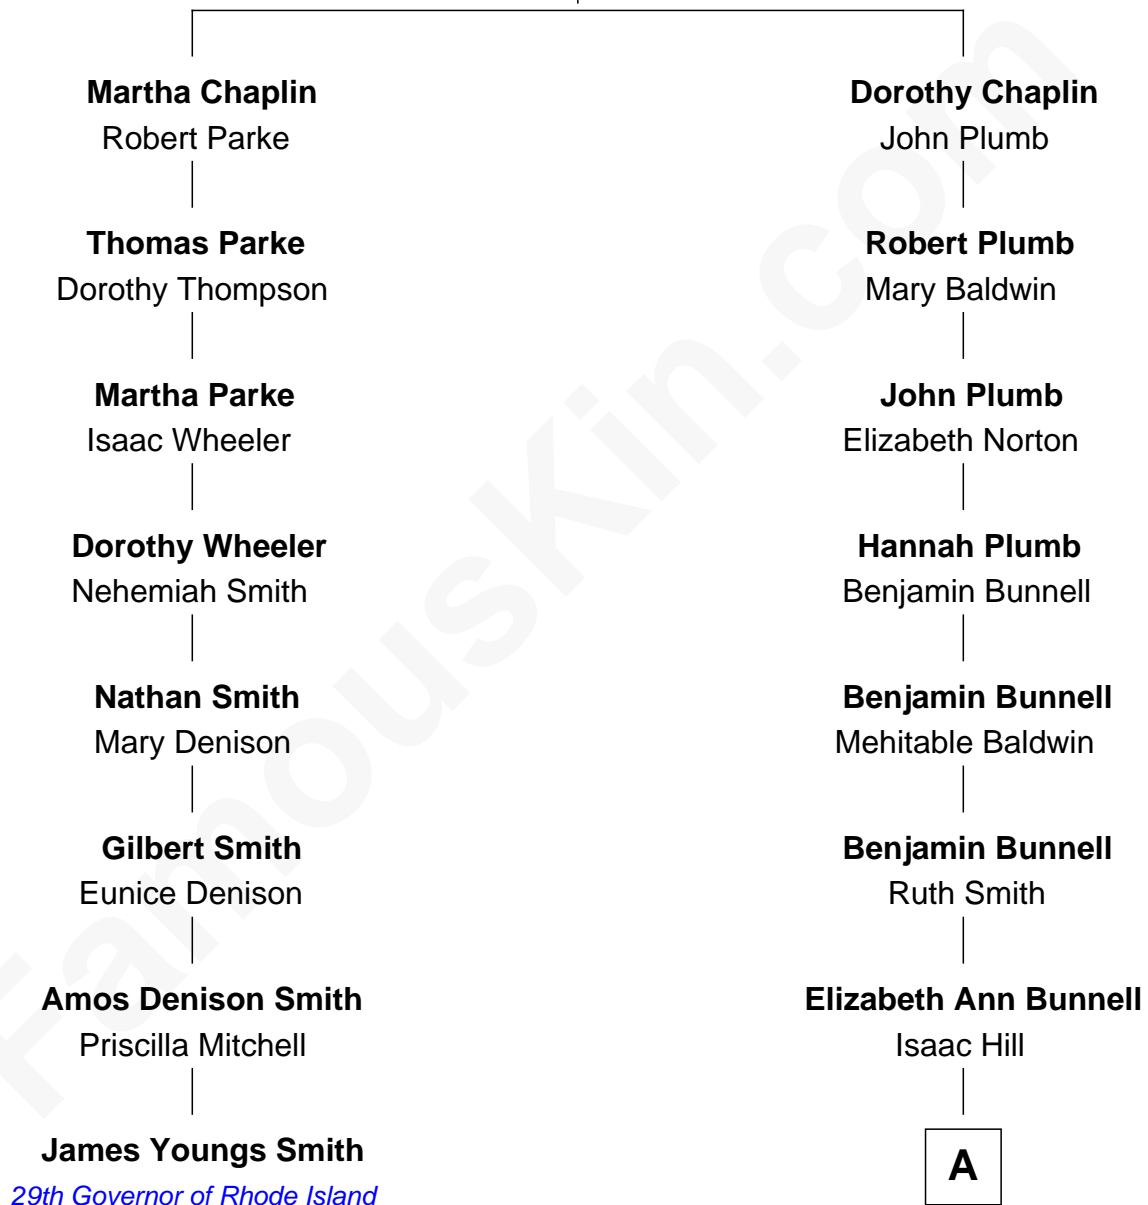 Martha Chaplin
Robert Parke
Thomas Parke
Dorothy Thompson
Martha Parke
Isaac Wheeler
Dorothy Wheeler
Nehemiah Smith
Nathan Smith
Mary Denison
Gilbert Smith
Eunice Denison
Amos Denison Smith
Priscilla Mitchell
James Youngs Smith
29th Governor of Rhode Island
Dorothy Chaplin
John Plumb
Robert Plumb
Mary Baldwin
John Plumb
Elizabeth Norton
Hannah Plumb
Benjamin Bunnell
Benjamin Bunnell
Mehitable Baldwin
Benjamin Bunnell
Ruth Smith
Elizabeth Ann Bunnell
Isaac Hill
A
FamousKin.com